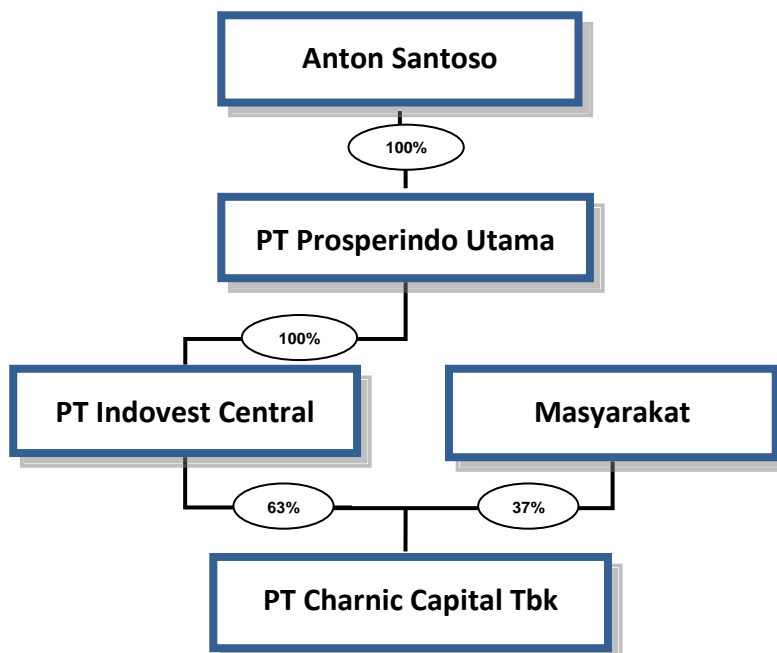 Anton Santoso
100%
PT Prosperindo Utama
100%
PT Indovest Central
Masyarakat
63%
37%
PT Charnic Capital Tbk